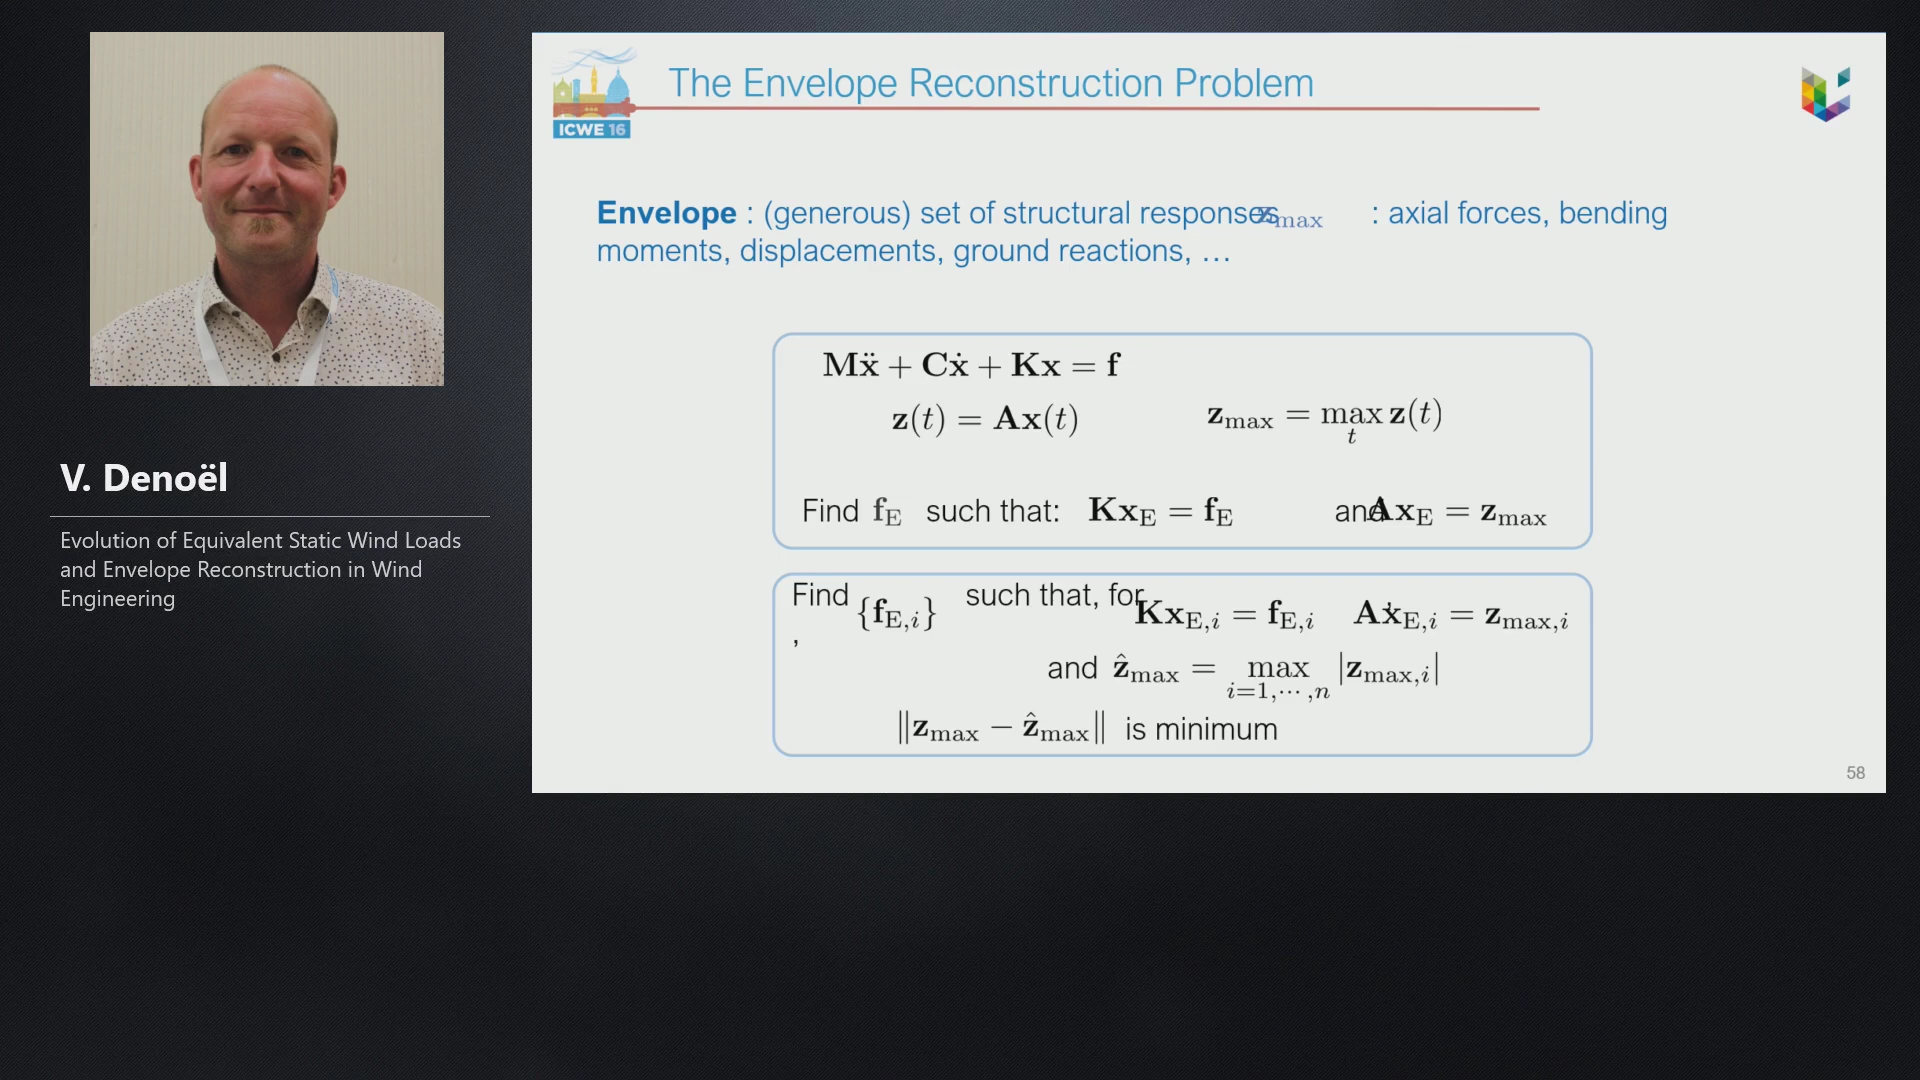 ICWE 16
The Envelope Reconstruction Problem
Envelope : (generous) set of structural responses z_max : axial forces, bending
moments, displacements, ground reactions, …
Mẍ + Cẋ + Kx = f
z(t) = Ax(t) z_max = max_t z(t)
Find f_E such that: Kx_E = f_E and Ax_E = z_max
Find {f_E,i} such that, for Kx_E,i = f_E,i Ax_E,i = z_max,i
,
and ẑ_max = max_{i=1,⋯,n} |z_max,i|
‖z_max − ẑ_max‖ is minimum
58
V. Denoël
Evolution of Equivalent Static Wind Loads
and Envelope Reconstruction in Wind
Engineering